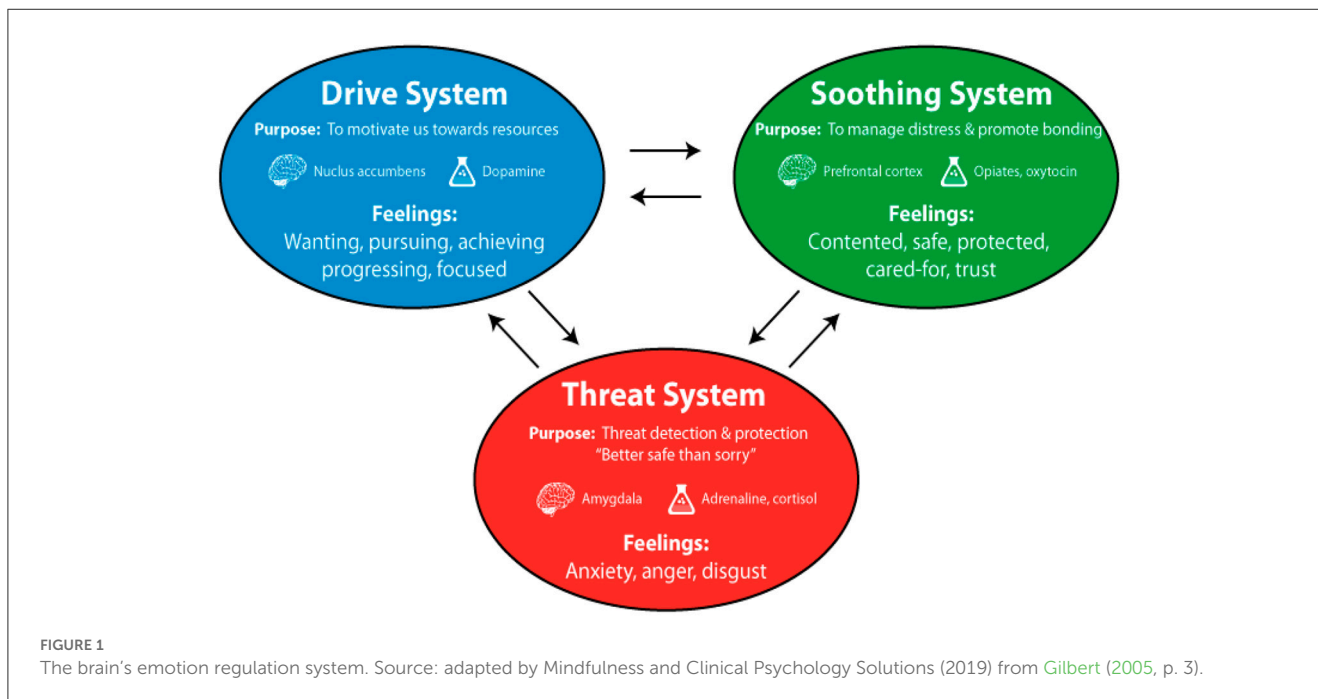 Drive System
Purpose: To motivate us towards resources
Nuclus accumbens
Dopamine
Feelings:
Wanting, pursuing, achieving
progressing, focused
Soothing System
Purpose: To manage distress & promote bonding
Prefrontal cortex
Opiates, oxytocin
Feelings:
Contented, safe, protected,
cared-for, trust
Threat System
Purpose: Threat detection & protection
“Better safe than sorry”
Amygdala
Adrenaline, cortisol
Feelings:
Anxiety, anger, disgust
FIGURE 1
The brain’s emotion regulation system. Source: adapted by Mindfulness and Clinical Psychology Solutions (2019) from Gilbert (2005, p. 3).